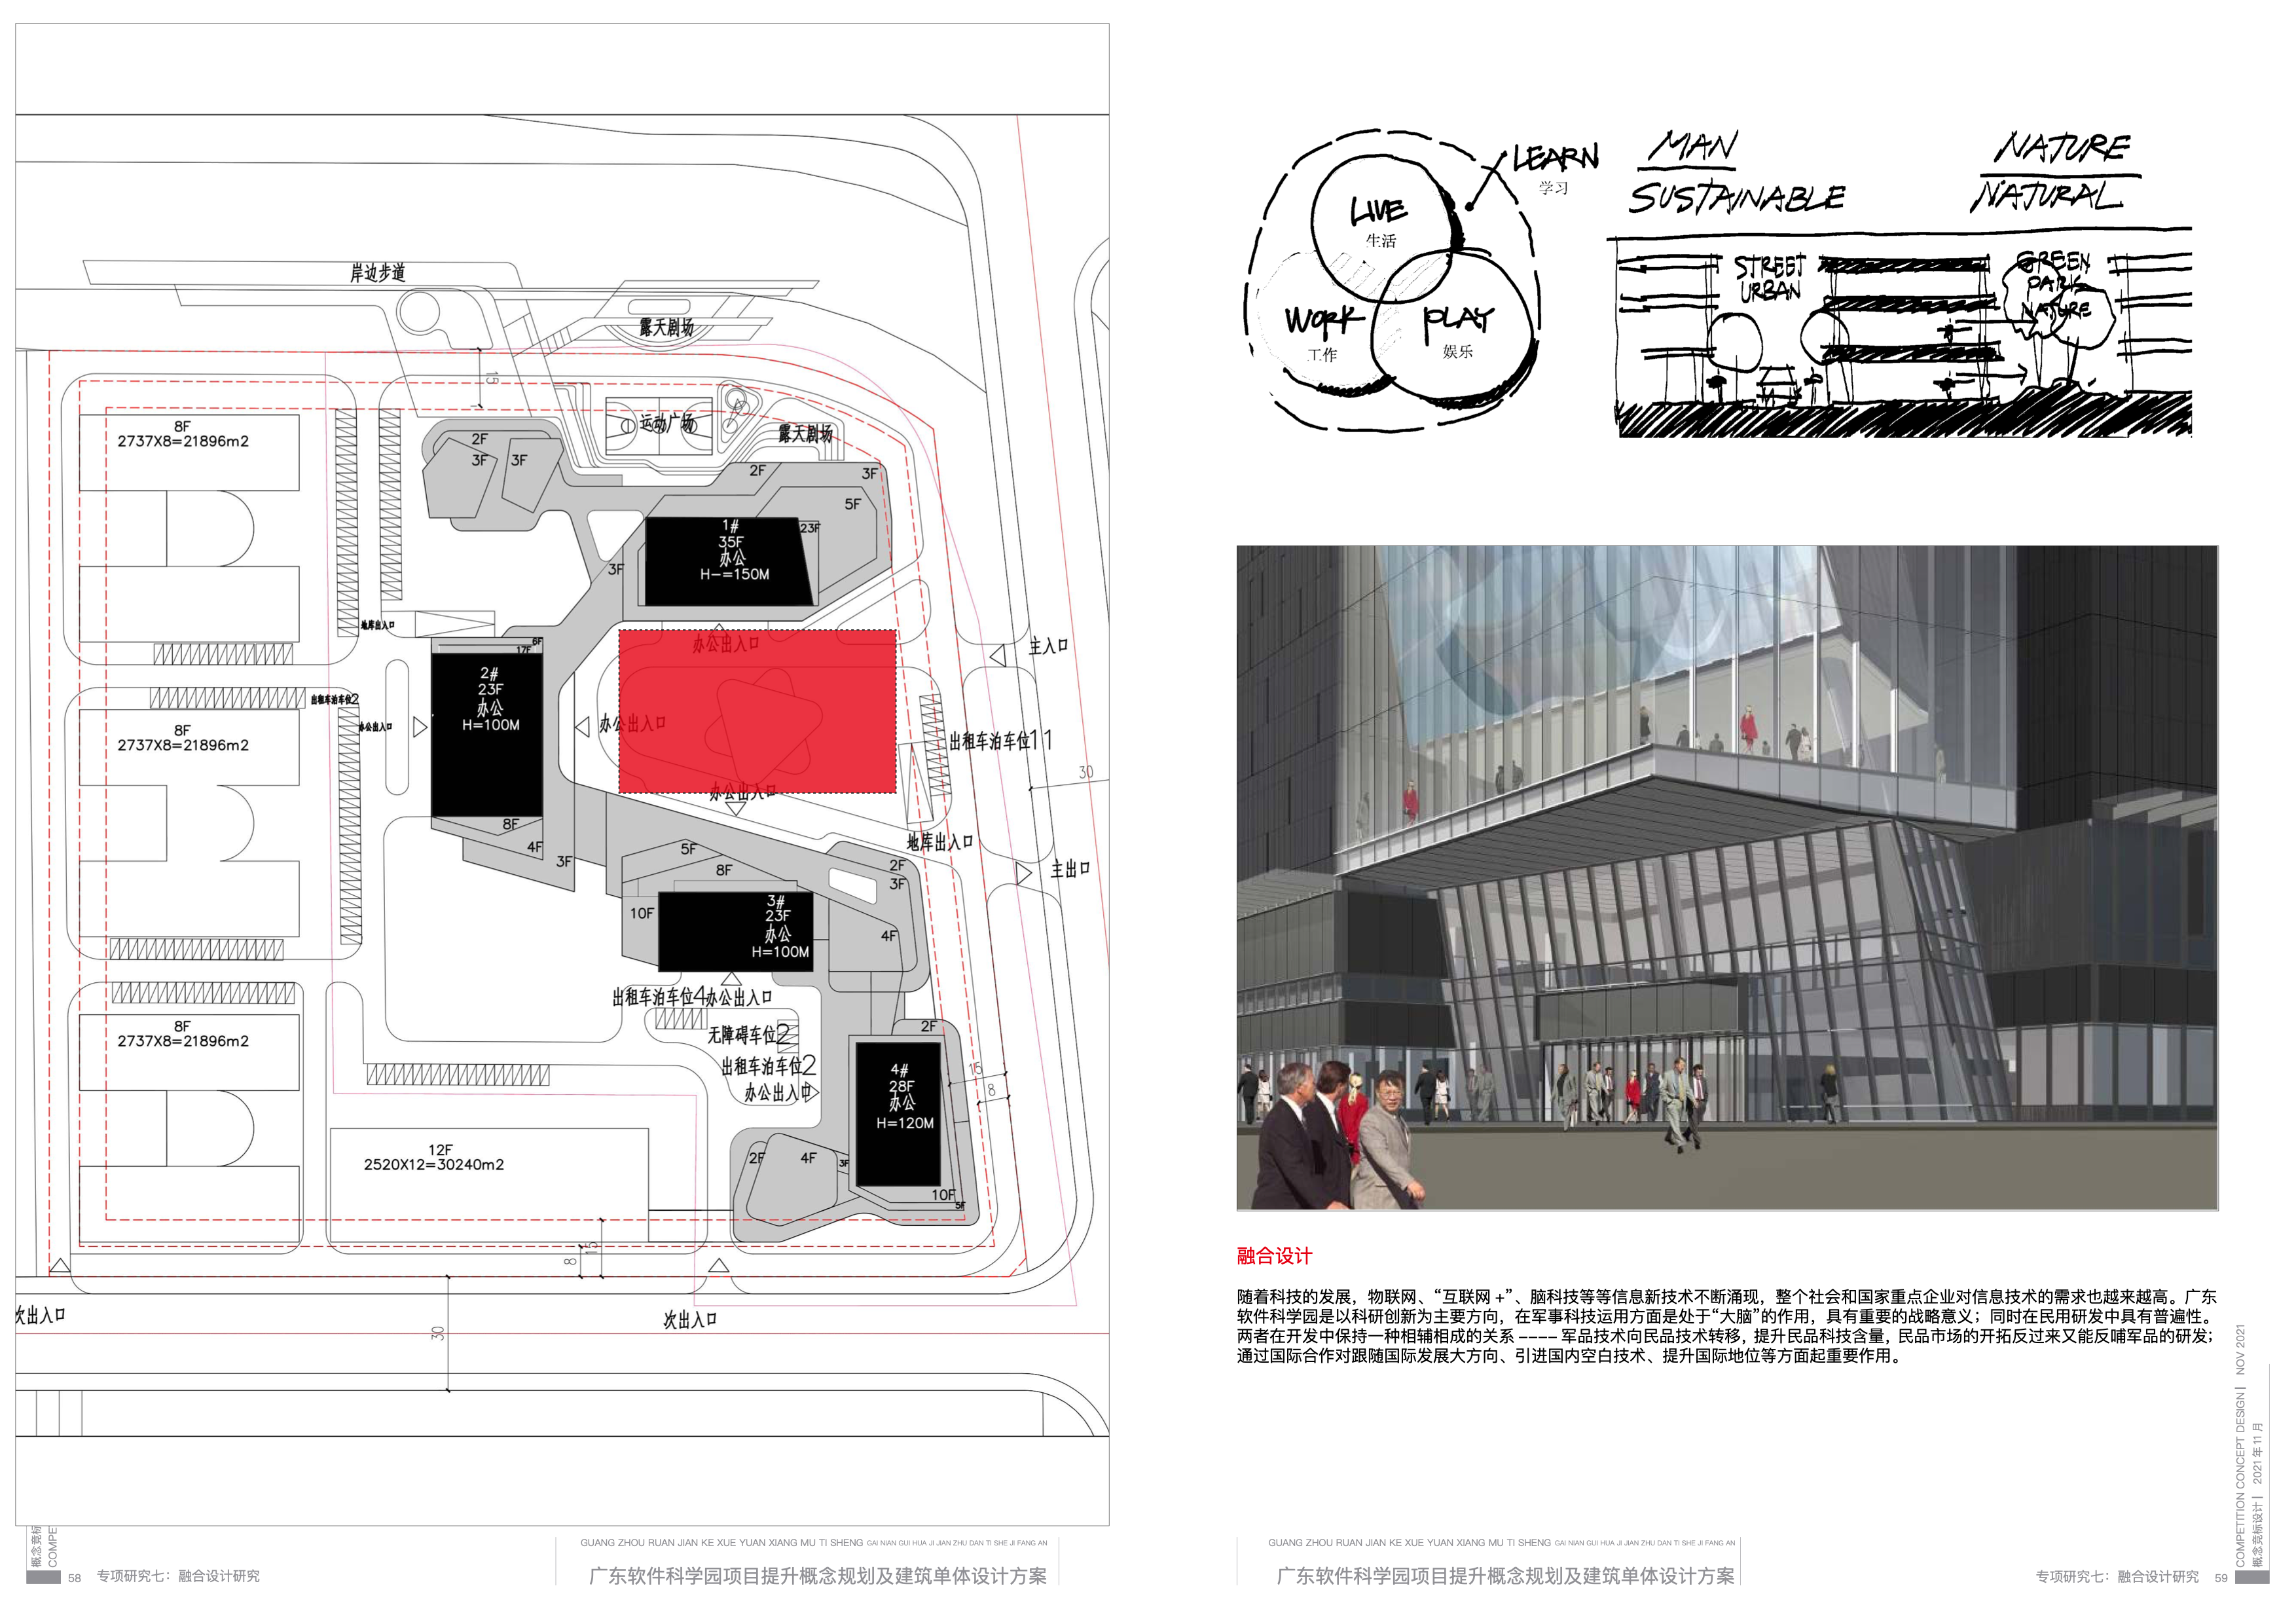 岸边步道
露天剧场
15
运动广场
露天剧场
8F
2737X8=21896m2
2F
3F
3F
2F
3F
5F
1#
35F
办公
H-=150M
23F
3F
地库出入口
6F
17F
2#
23F
办公
H=100M
办公出入口
主入口
出租车泊车位2
办公出入口
办公出入口
8F
2737X8=21896m2
出租车泊车位11
30
办公出入口
地库出入口
主出口
8F
4F
3F
5F
8F
2F
3F
10F
3#
23F
办公
H=100M
4F
出租车泊车位4
办公出入口
无障碍车位2
出租车泊车位2
办公出入口
8F
2737X8=21896m2
2F
15
8
4#
28F
办公
H=120M
12F
2520X12=30240m2
2F
4F
3F
10F
5F
15
8
次出入口
次出入口
30
概念竞标
COMPE
58 专项研究七：融合设计研究
GUANG ZHOU RUAN JIAN KE XUE YUAN XIANG MU TI SHENG GAI NIAN GUI HUA JI JIAN ZHU DAN TI SHE JI FANG AN
广东软件科学园项目提升概念规划及建筑单体设计方案
LEARN
学习
LIVE
生活
WORK
工作
PLAY
娱乐
MAN
SUSTAINABLE
NATURE
NATURAL
STREET
URBAN
GREEN
PARK
NATURE
融合设计
随着科技的发展，物联网、“互联网 +”、脑科技等等信息新技术不断涌现，整个社会和国家重点企业对信息技术的需求也越来越高。广东
软件科学园是以科研创新为主要方向，在军事科技运用方面是处于“大脑”的作用，具有重要的战略意义；同时在民用研发中具有普遍性。
两者在开发中保持一种相辅相成的关系 ---- 军品技术向民品技术转移，提升民品科技含量，民品市场的开拓反过来又能反哺军品的研发；
通过国际合作对跟随国际发展大方向、引进国内空白技术、提升国际地位等方面起重要作用。
COMPETITION CONCEPT DESIGN | NOV 2021
概念竞标设计 | 2021 年 11 月
GUANG ZHOU RUAN JIAN KE XUE YUAN XIANG MU TI SHENG GAI NIAN GUI HUA JI JIAN ZHU DAN TI SHE JI FANG AN
广东软件科学园项目提升概念规划及建筑单体设计方案
专项研究七：融合设计研究 59